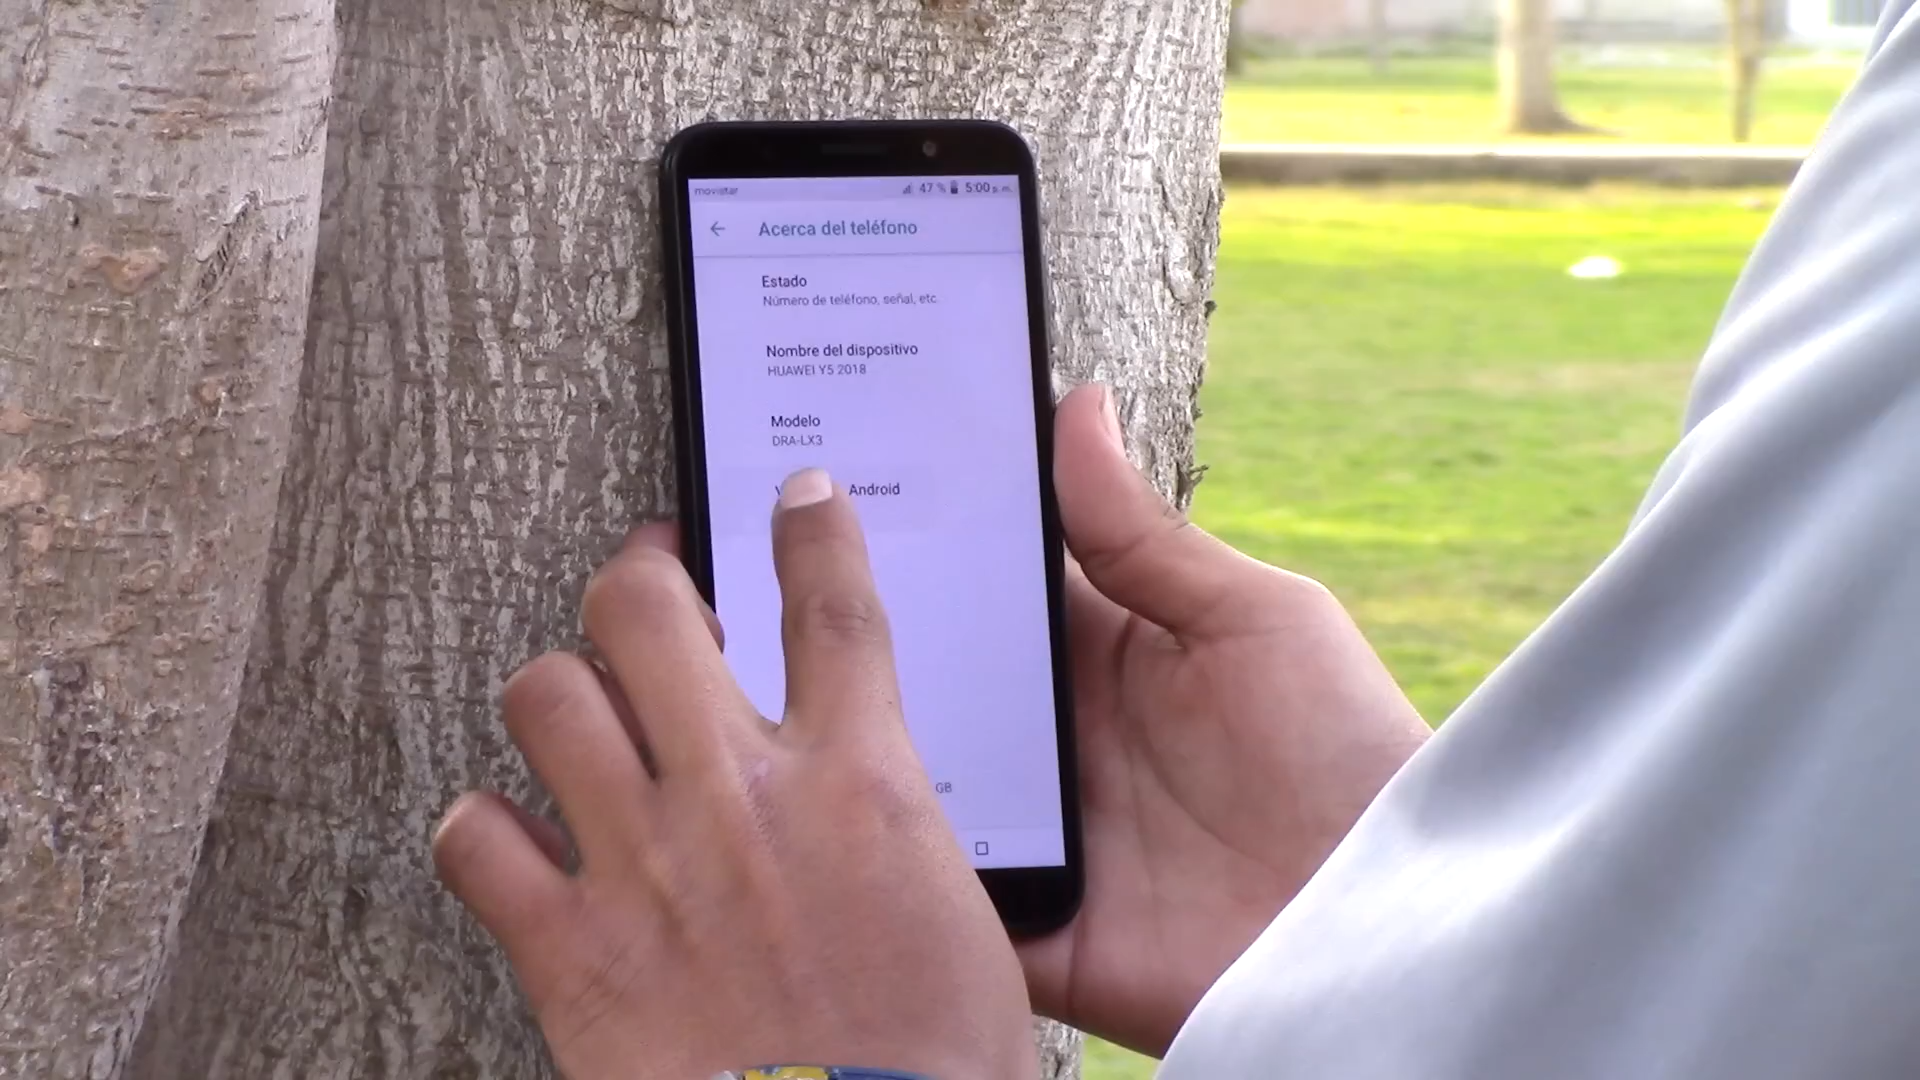 movistar 47 % 5:00 p. m.
Acerca del teléfono
Estado
Número de teléfono, señal, etc.
Nombre del dispositivo
HUAWEI Y5 2018
Modelo
DRA-LX3
Android
GB